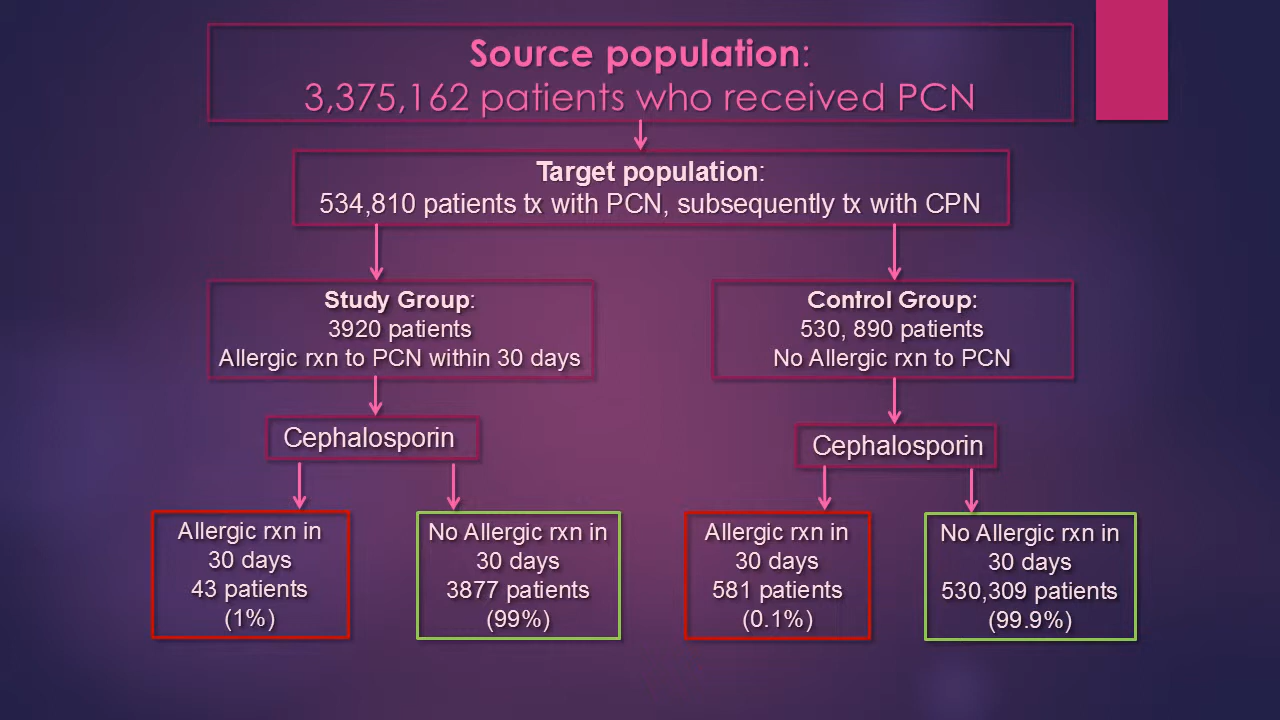 Source population:
3,375,162 patients who received PCN
Target population:
534,810 patients tx with PCN, subsequently tx with CPN
Study Group:
3920 patients
Allergic rxn to PCN within 30 days
Control Group:
530, 890 patients
No Allergic rxn to PCN
Cephalosporin
Cephalosporin
Allergic rxn in
30 days
43 patients
(1%)
No Allergic rxn in
30 days
3877 patients
(99%)
Allergic rxn in
30 days
581 patients
(0.1%)
No Allergic rxn in
30 days
530,309 patients
(99.9%)